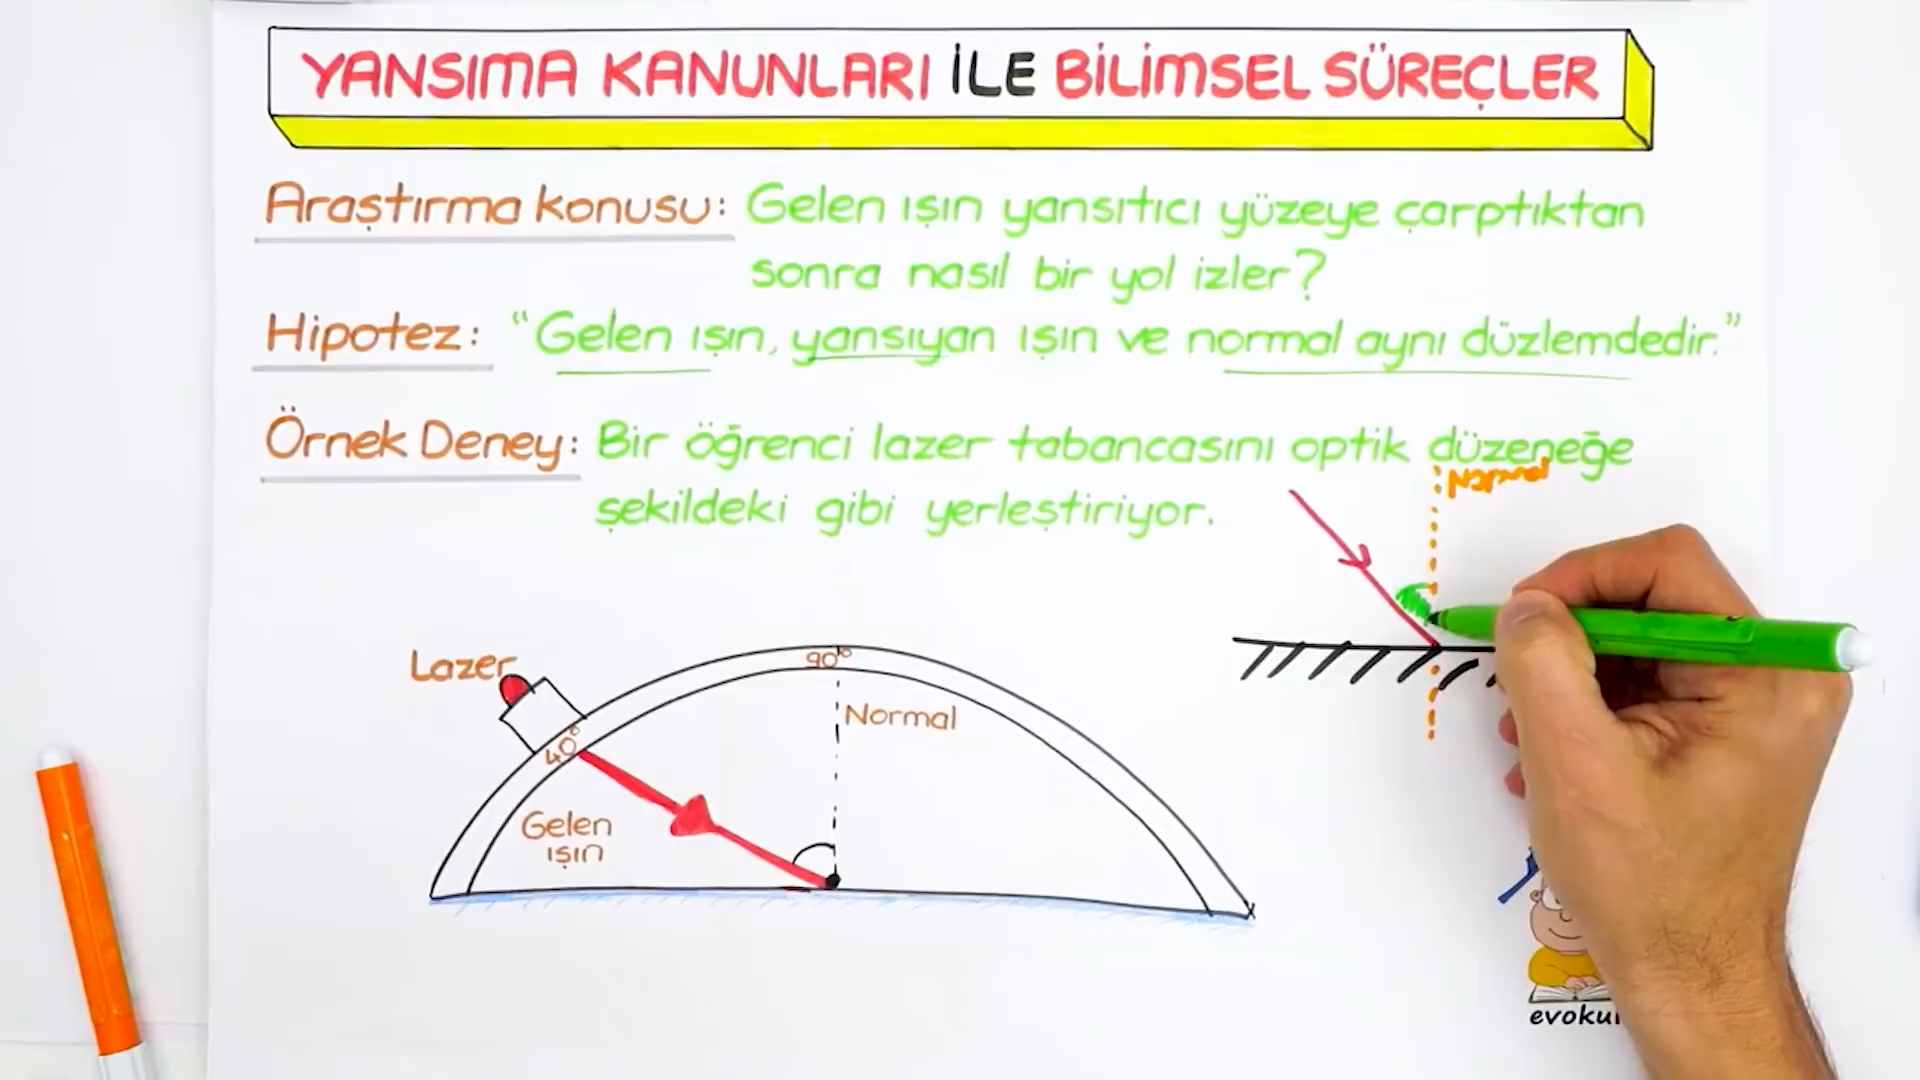 YANSIMA KANUNLARI İLE BİLİMSEL SÜREÇLER
Araştırma konusu: Gelen ışın yansıtıcı yüzeye çarptıktan
sonra nasıl bir yol izler?
Hipotez: "Gelen ışın, yansıyan ışın ve normal aynı düzlemdedir."
Örnek Deney: Bir öğrenci lazer tabancasını optik düzeneğe
şekildeki gibi yerleştiriyor.
Normal
Lazer
90°
Normal
40°
Gelen
ışın
evokul